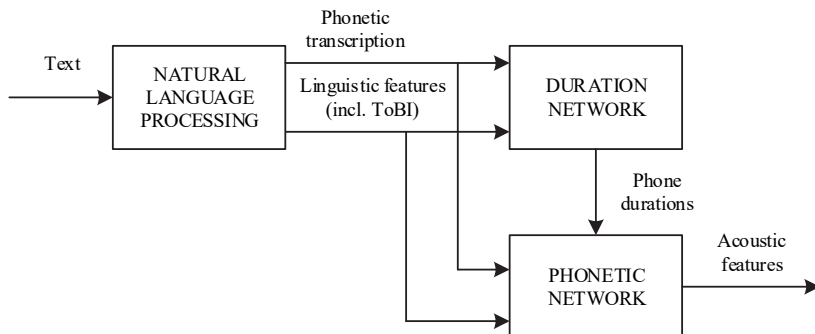 Text
NATURAL
LANGUAGE
PROCESSING
Phonetic
transcription
Linguistic features
(incl. ToBI)
DURATION
NETWORK
Phone
durations
PHONETIC
NETWORK
Acoustic
features